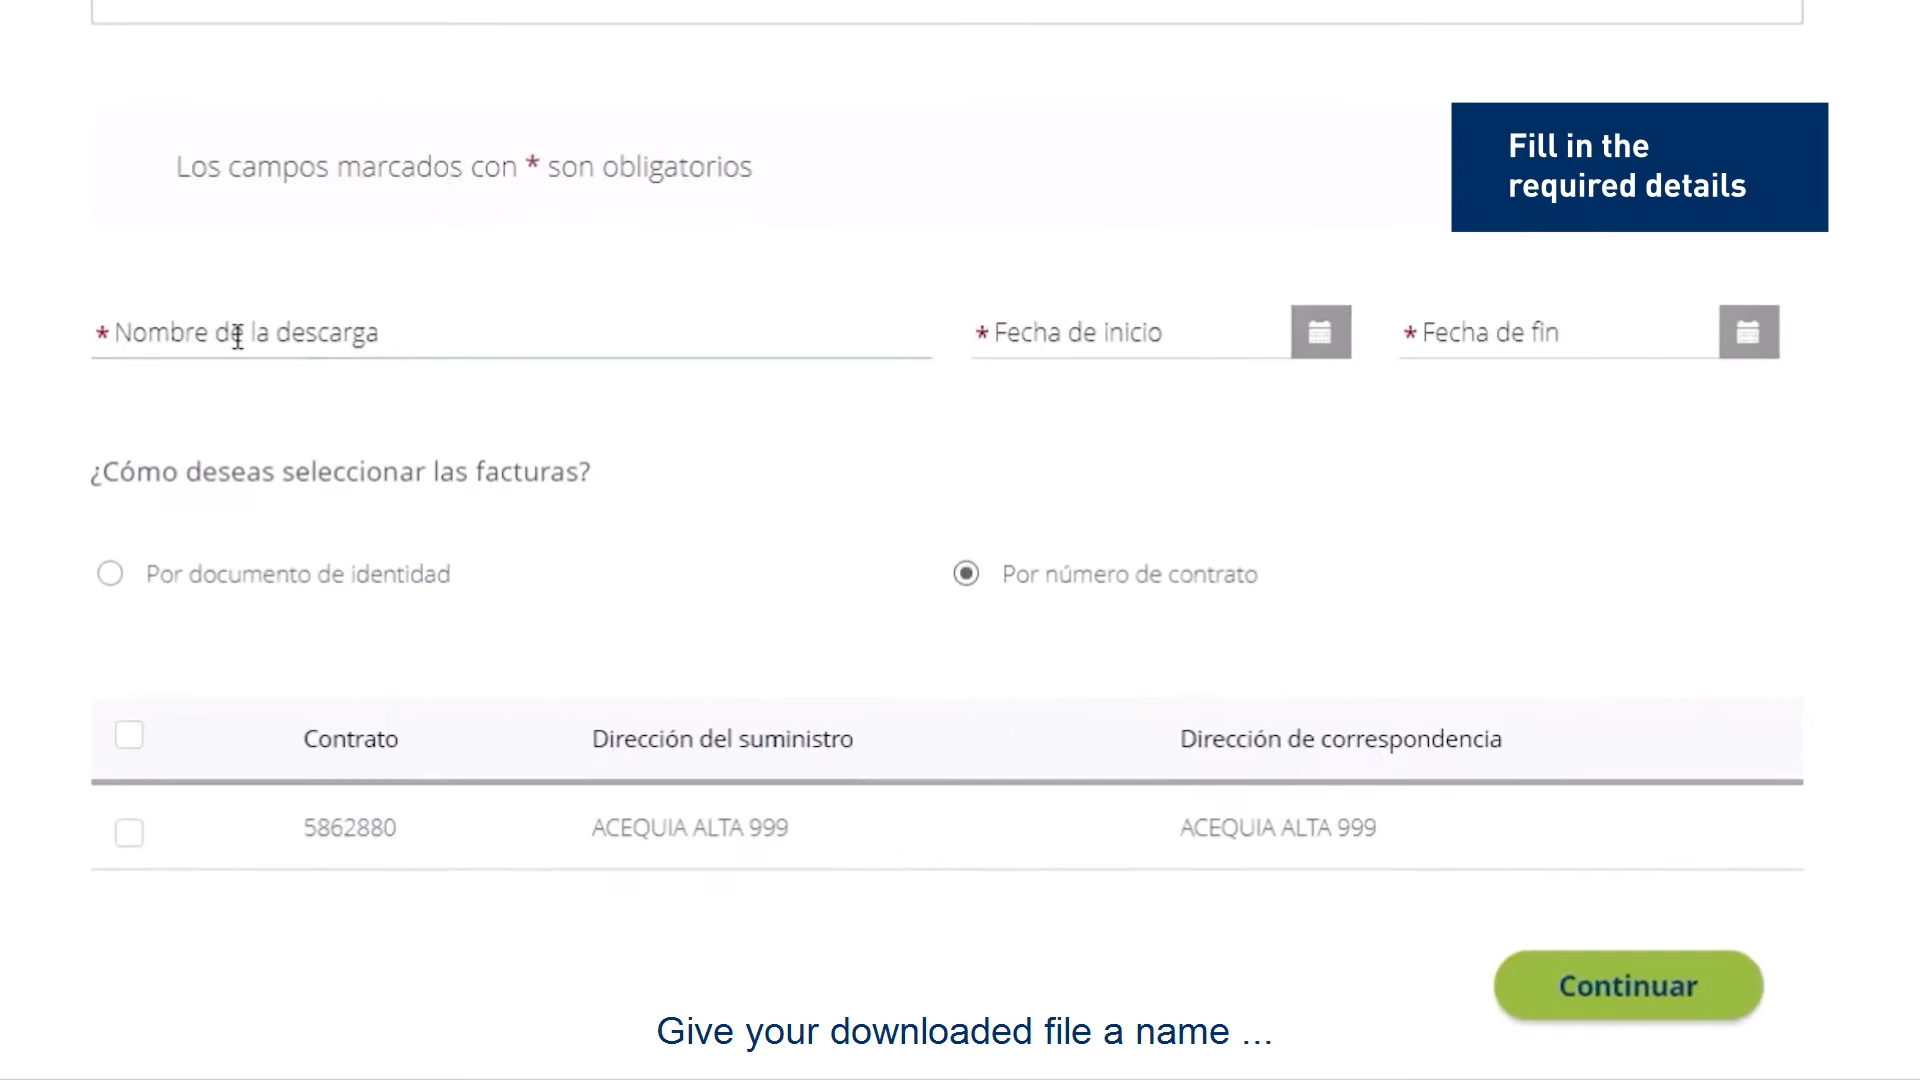 Los campos marcados con * son obligatorios
Fill in the
required details
* Nombre de la descarga
* Fecha de inicio
* Fecha de fin
¿Cómo deseas seleccionar las facturas?
Por documento de identidad
Por número de contrato
Contrato
Dirección del suministro
Dirección de correspondencia
5862880
ACEQUIA ALTA 999
ACEQUIA ALTA 999
Continuar
Give your downloaded file a name ...